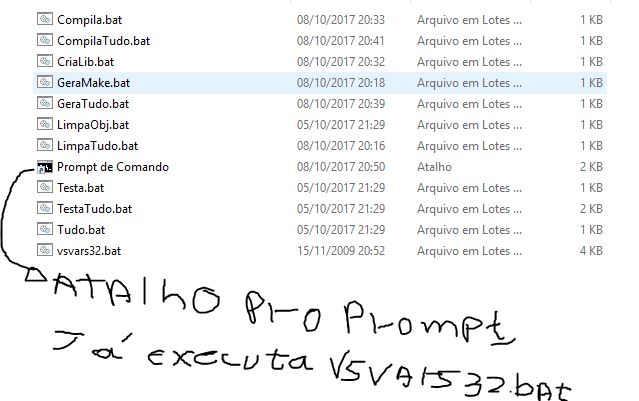 Compila.bat 08/10/2017 20:33 Arquivo em Lotes ... 1 KB
CompilaTudo.bat 08/10/2017 20:41 Arquivo em Lotes ... 1 KB
CriaLib.bat 08/10/2017 20:32 Arquivo em Lotes ... 1 KB
GeraMake.bat 08/10/2017 20:18 Arquivo em Lotes ... 1 KB
GeraTudo.bat 08/10/2017 20:39 Arquivo em Lotes ... 1 KB
LimpaObj.bat 05/10/2017 21:29 Arquivo em Lotes ... 1 KB
LimpaTudo.bat 08/10/2017 20:16 Arquivo em Lotes ... 1 KB
Prompt de Comando 08/10/2017 20:50 Atalho 2 KB
Testa.bat 05/10/2017 21:29 Arquivo em Lotes ... 1 KB
TestaTudo.bat 05/10/2017 21:29 Arquivo em Lotes ... 2 KB
Tudo.bat 05/10/2017 21:29 Arquivo em Lotes ... 1 KB
vsvars32.bat 15/11/2009 20:52 Arquivo em Lotes ... 4 KB
ATAlho pro Prompt
Já executa VSVArS32.bAt